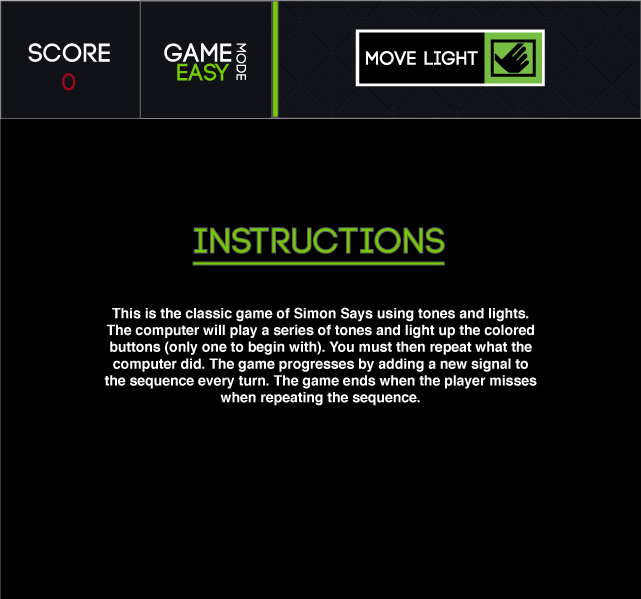 SCORE
0
GAME MODE
EASY
MOVE LIGHT
INSTRUCTIONS
This is the classic game of Simon Says using tones and lights.
The computer will play a series of tones and light up the colored
buttons (only one to begin with). You must then repeat what the
computer did. The game progresses by adding a new signal to
the sequence every turn. The game ends when the player misses
when repeating the sequence.